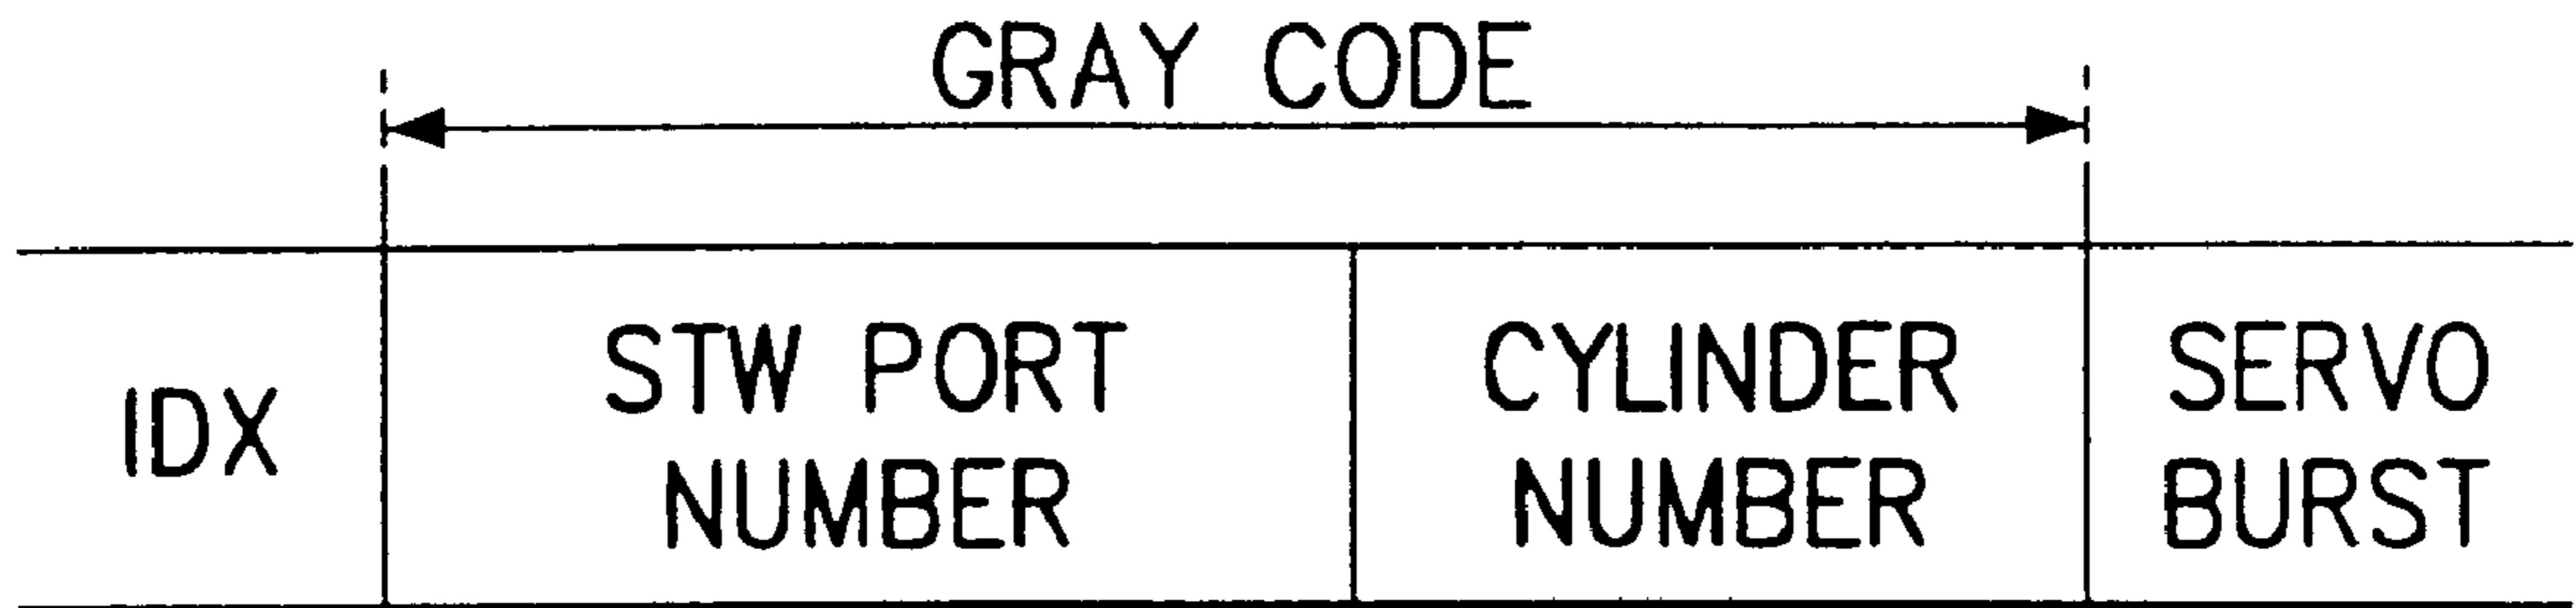 GRAY CODE
IDX
STW PORT
NUMBER
CYLINDER
NUMBER
SERVO
BURST